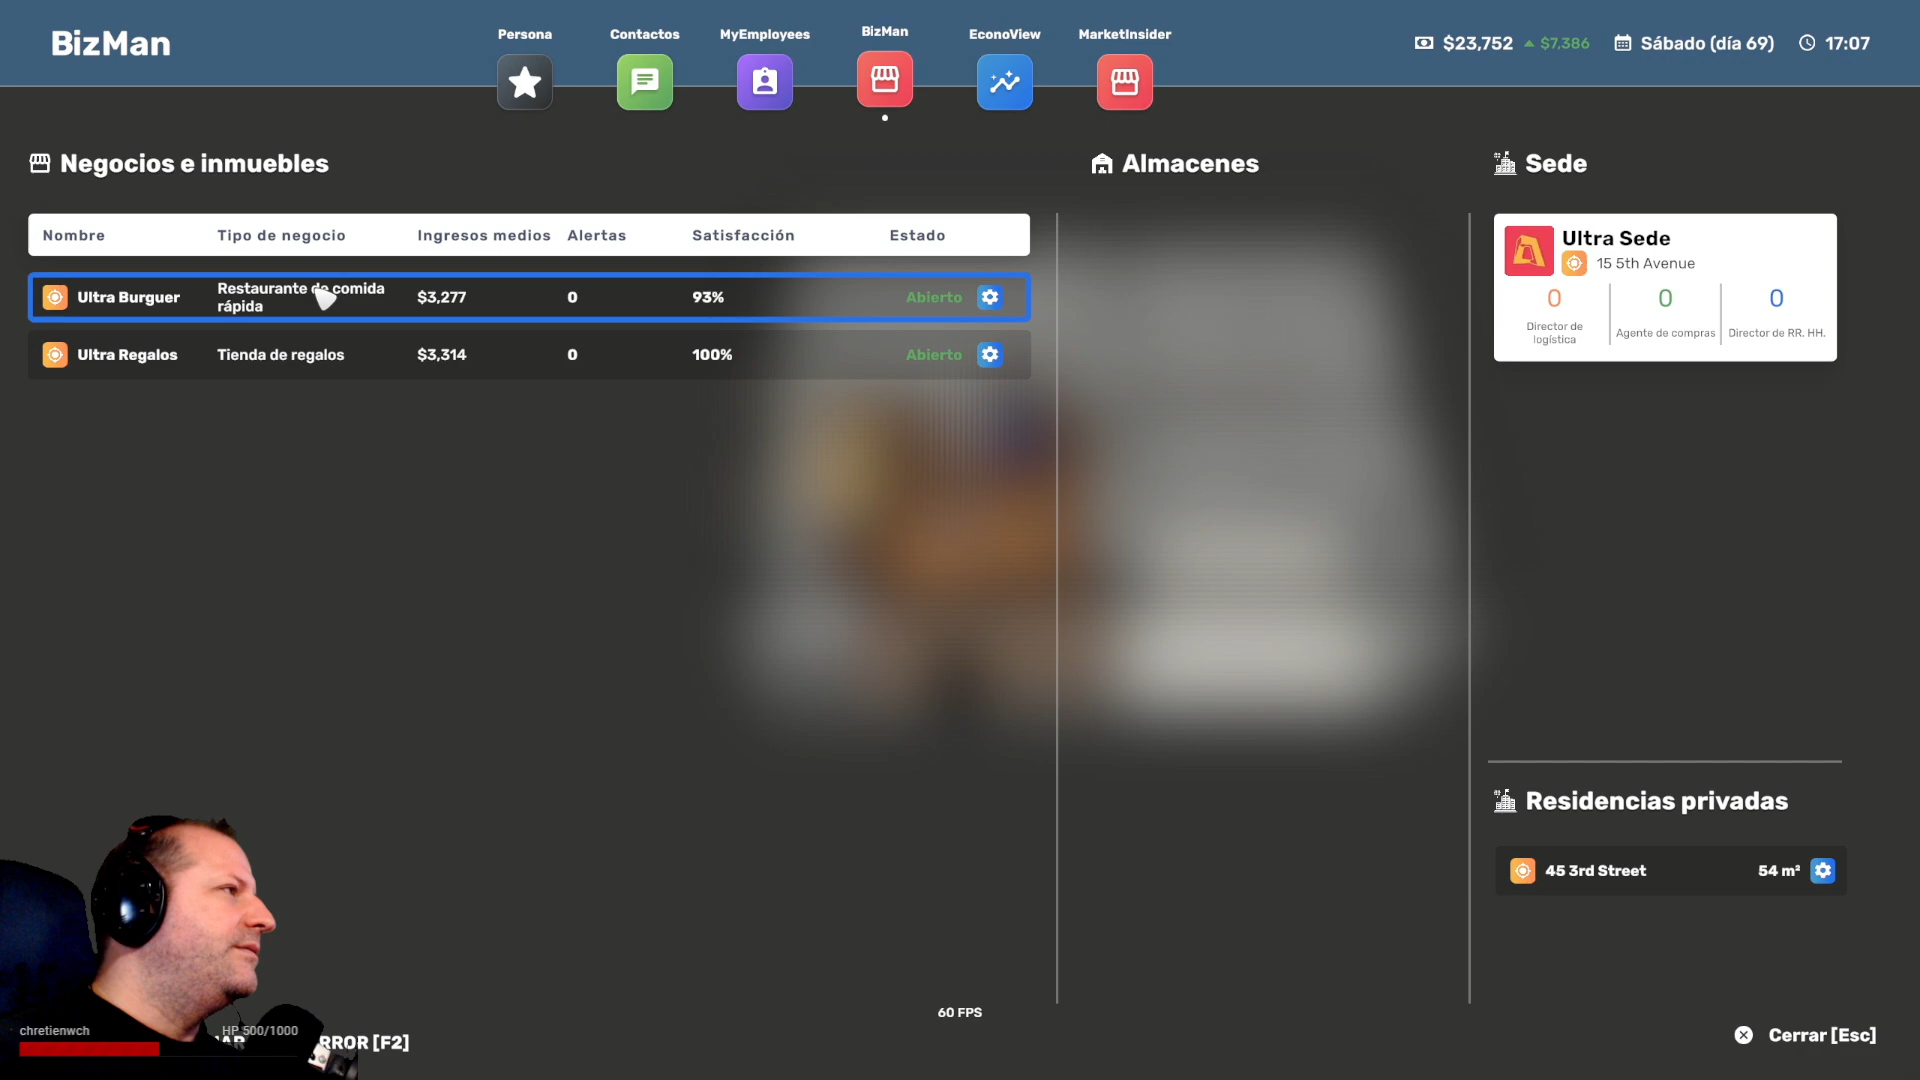 BizMan
Persona
Contactos
MyEmployees
BizMan
EconoView
MarketInsider
$23,752
$7,386
Sábado (día 69)
17:07
Negocios e inmuebles
Almacenes
Sede
Nombre
Tipo de negocio
Ingresos medios
Alertas
Satisfacción
Estado
Ultra Burguer
Restaurante de comida
rápida
$3,277
0
93%
Abierto
Ultra Regalos
Tienda de regalos
$3,314
0
100%
Abierto
Ultra Sede
15 5th Avenue
0
0
0
Director de
logística
Agente de compras
Director de RR. HH.
Residencias privadas
45 3rd Street
54 m²
60 FPS
chretienwch
HP 500/1000
RROR [F2]
Cerrar [Esc]